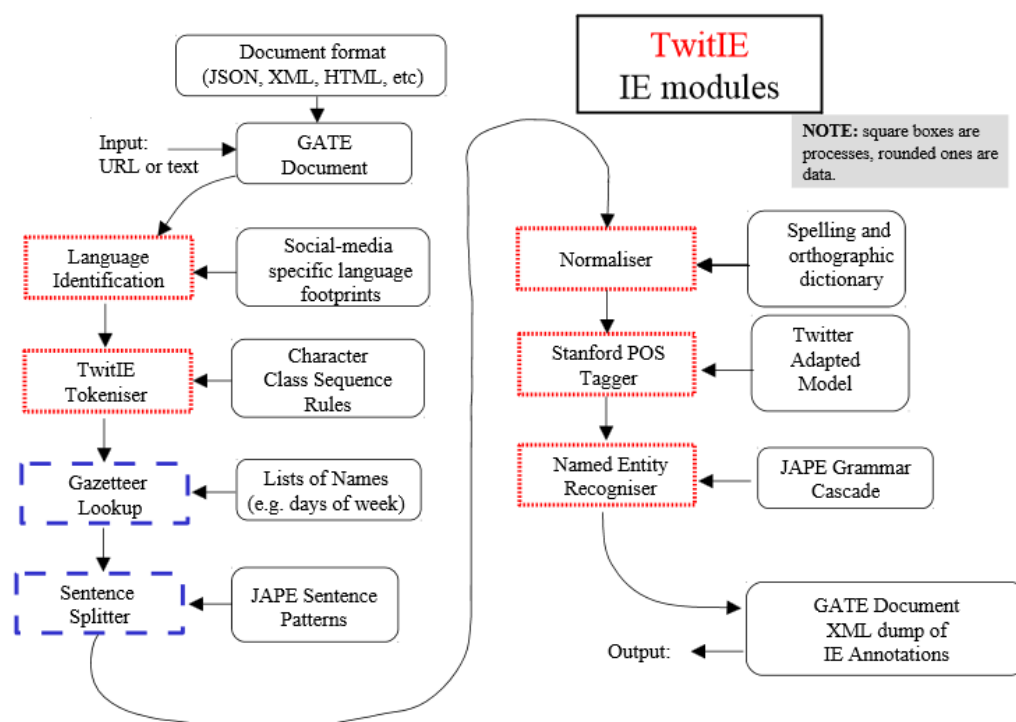 TwitIE
IE modules
NOTE: square boxes are
processes, rounded ones are
data.
Document format
(JSON, XML, HTML, etc)
Input:
URL or text
GATE
Document
Language
Identification
Social-media
specific language
footprints
TwitIE
Tokeniser
Character
Class Sequence
Rules
Gazetteer
Lookup
Lists of Names
(e.g. days of week)
Sentence
Splitter
JAPE Sentence
Patterns
Normaliser
Spelling and
orthographic
dictionary
Stanford POS
Tagger
Twitter
Adapted
Model
Named Entity
Recogniser
JAPE Grammar
Cascade
Output:
GATE Document
XML dump of
IE Annotations